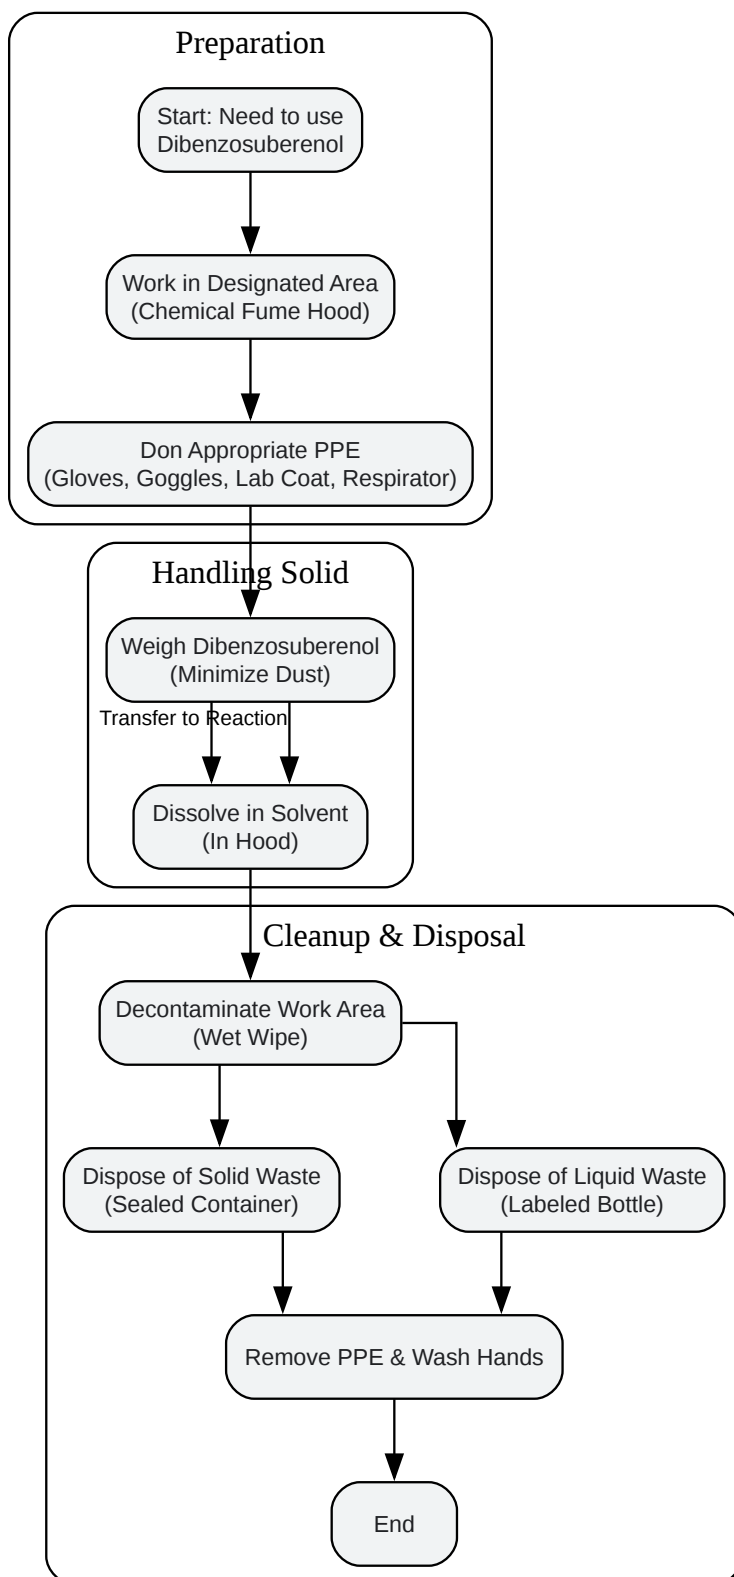 Preparation
Start: Need to use
Dibenzosuberenol
Work in Designated Area
(Chemical Fume Hood)
Don Appropriate PPE
(Gloves, Goggles, Lab Coat, Respirator)
Handling Solid
Weigh Dibenzosuberenol
(Minimize Dust)
Transfer to Reaction
Dissolve in Solvent
(In Hood)
Cleanup & Disposal
Decontaminate Work Area
(Wet Wipe)
Dispose of Solid Waste
(Sealed Container)
Dispose of Liquid Waste
(Labeled Bottle)
Remove PPE & Wash Hands
End